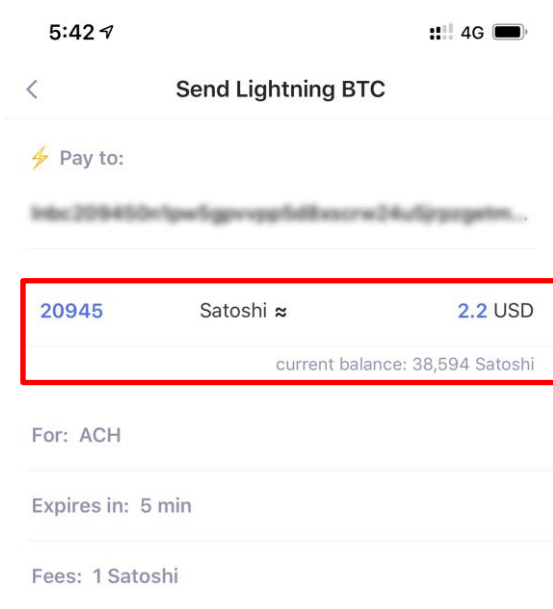 5:42 4G
Send Lightning BTC
Pay to:
20945 Satoshi ≈ 2.2 USD
current balance: 38,594 Satoshi
For: ACH
Expires in: 5 min
Fees: 1 Satoshi